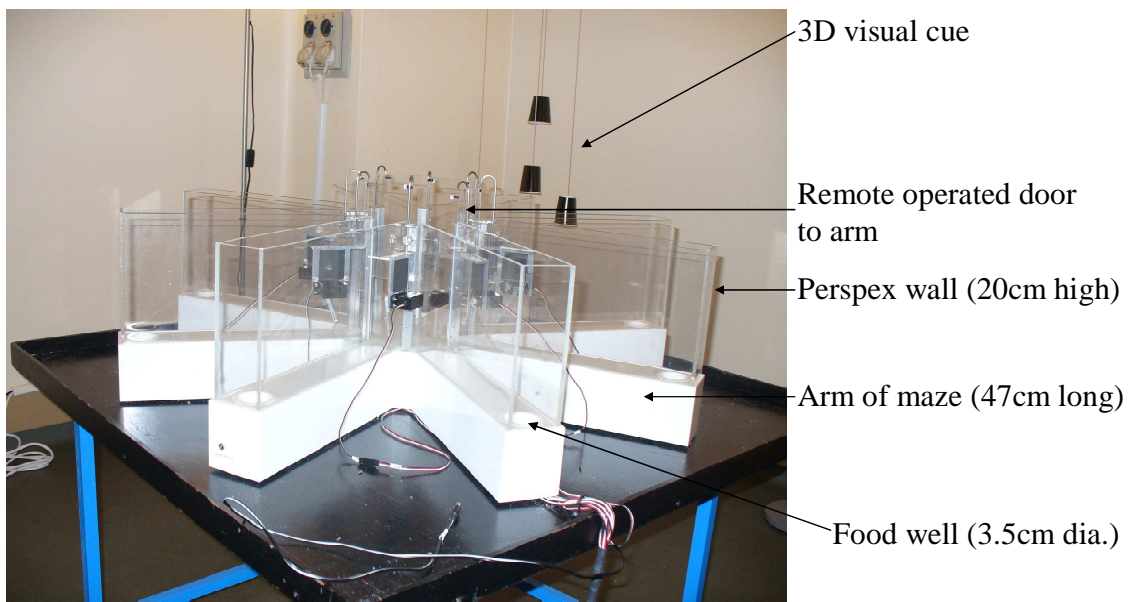 3D visual cue
Remote operated door
to arm
Perspex wall (20cm high)
Arm of maze (47cm long)
Food well (3.5cm dia.)